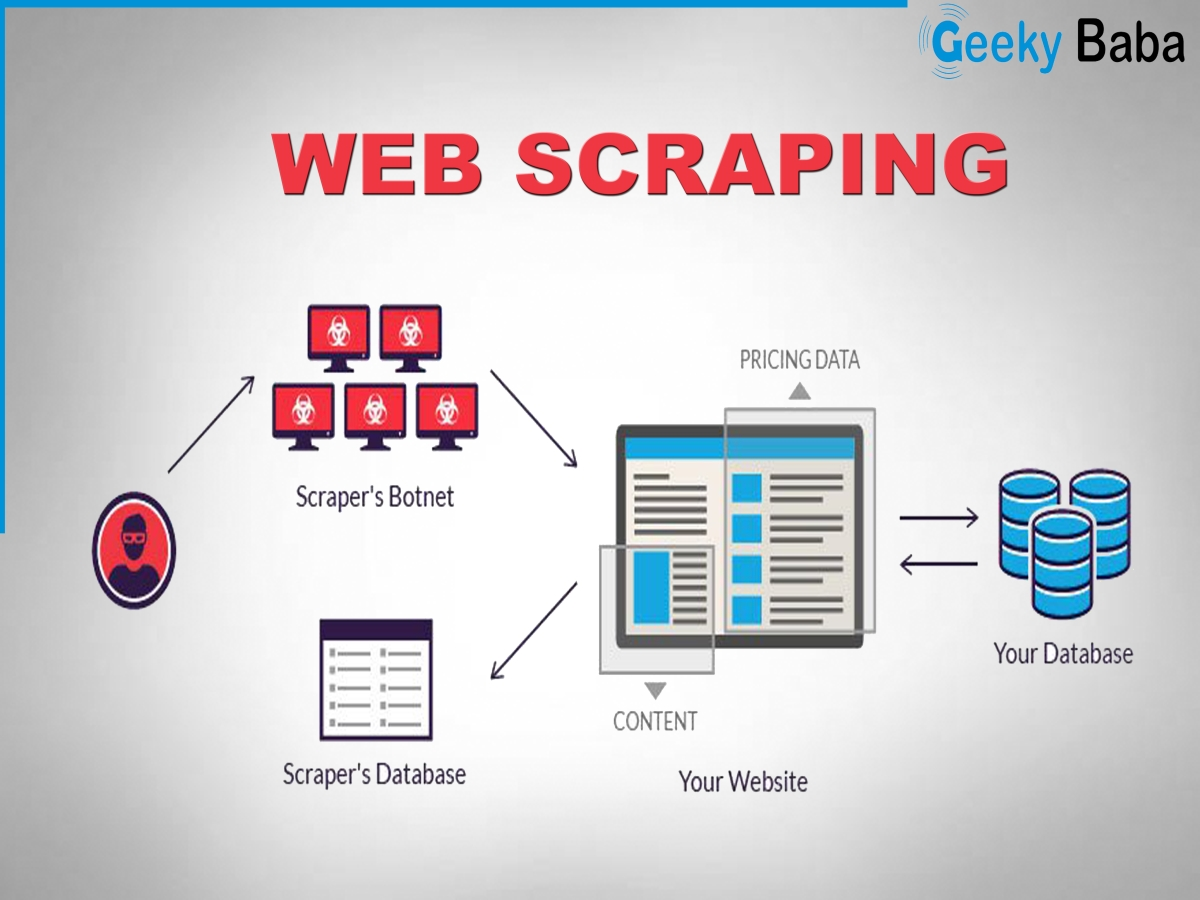 Geeky Baba
WEB SCRAPING
PRICING DATA
Scraper's Botnet
Your Database
CONTENT
Scraper's Database
Your Website